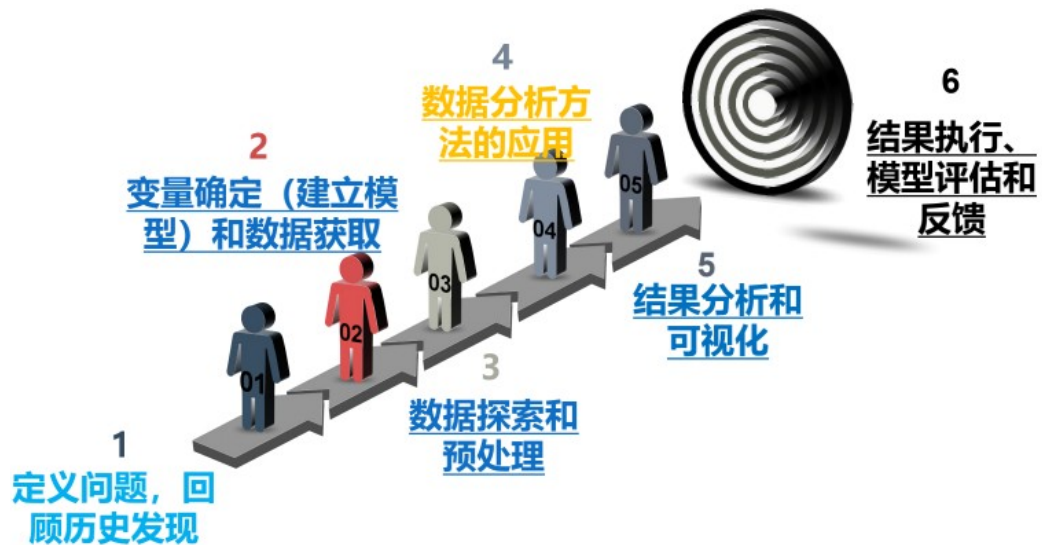 1
定义问题，回
顾历史发现
2
变量确定（建立模
型）和数据获取
3
数据探索和
预处理
4
数据分析方
法的应用
5
结果分析和
可视化
6
结果执行、
模型评估和
反馈
01
02
03
04
05